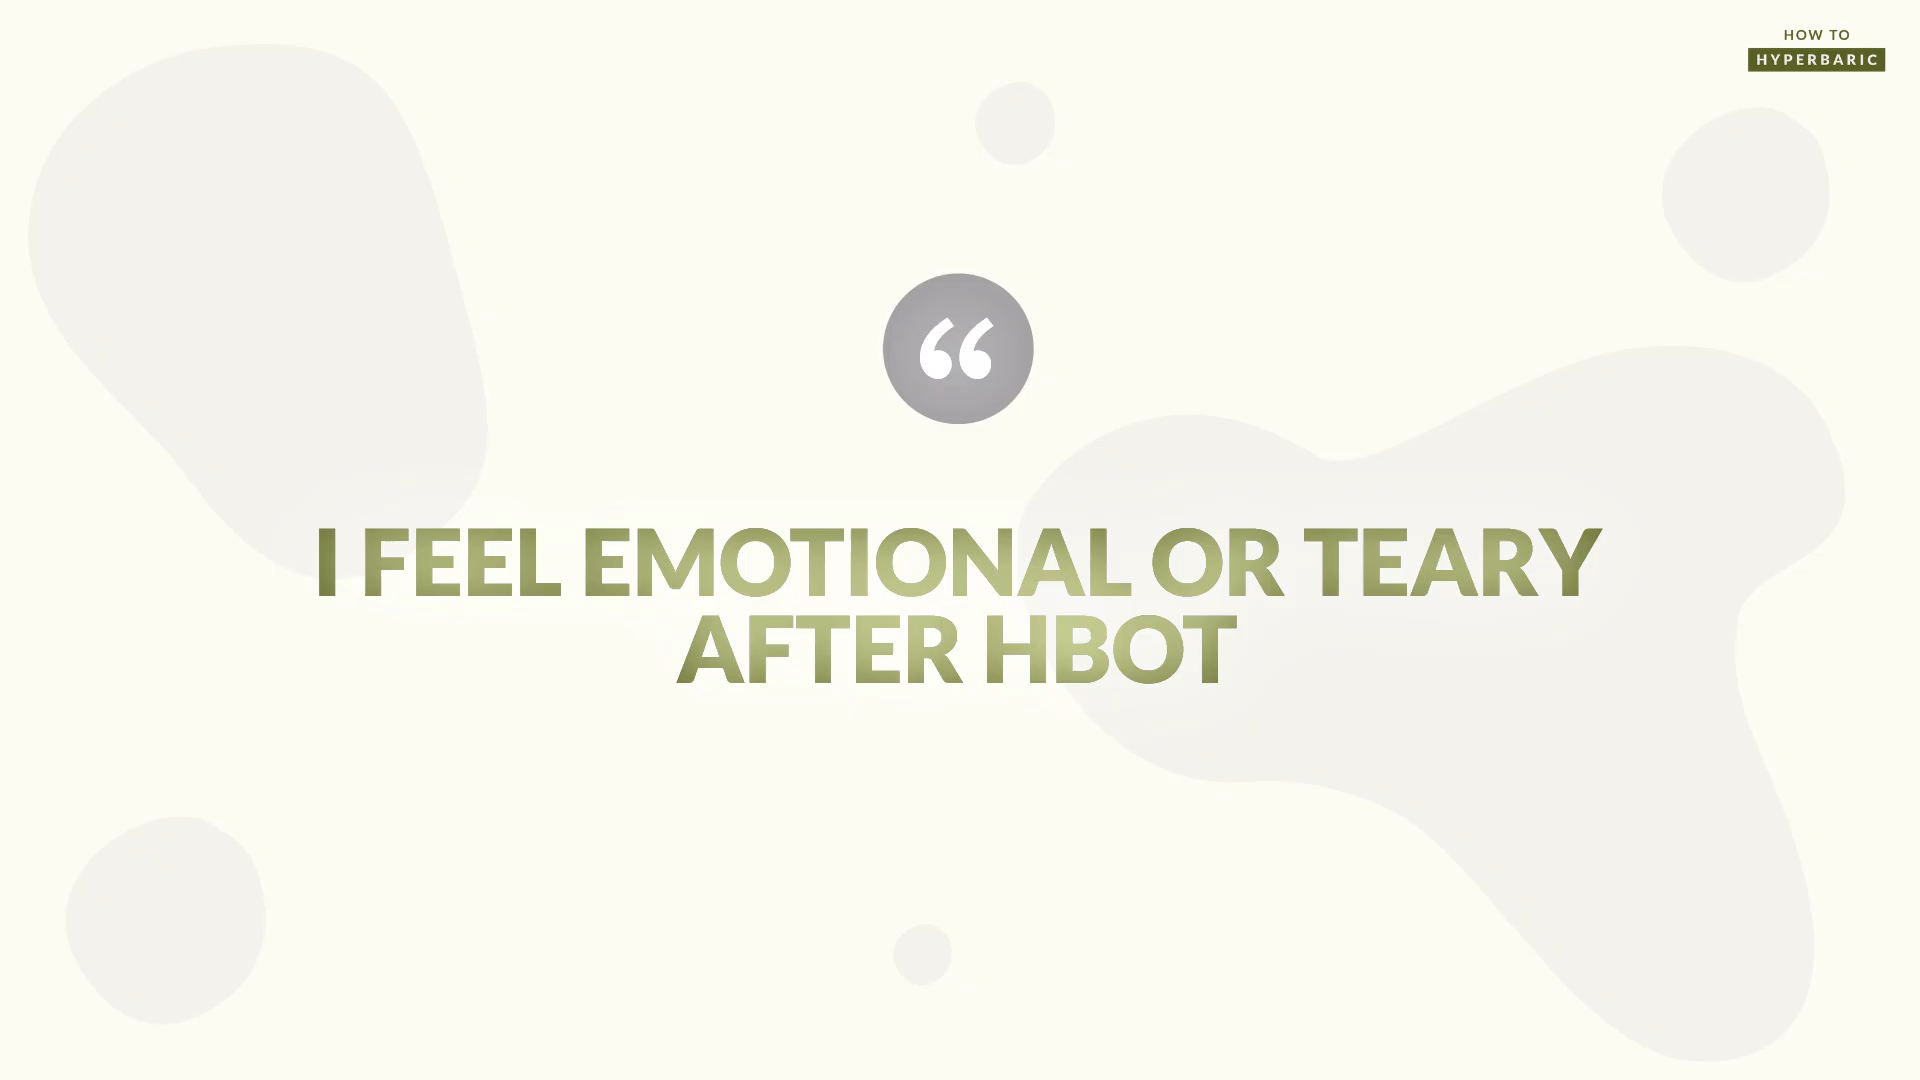 HOW TO
HYPERBARIC
“
I FEEL EMOTIONAL OR TEARY
AFTER HBOT